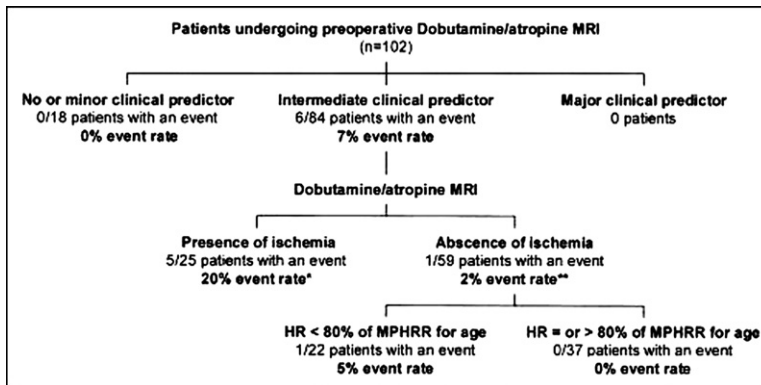 Patients undergoing preoperative Dobutamine/atropine MRI
(n=102)
No or minor clinical predictor
0/18 patients with an event
0% event rate
Intermediate clinical predictor
6/84 patients with an event
7% event rate
Major clinical predictor
0 patients
Dobutamine/atropine MRI
Presence of ischemia
5/25 patients with an event
20% event rate*
Abscence of ischemia
1/59 patients with an event
2% event rate**
HR < 80% of MPHRR for age
1/22 patients with an event
5% event rate
HR = or > 80% of MPHRR for age
0/37 patients with an event
0% event rate